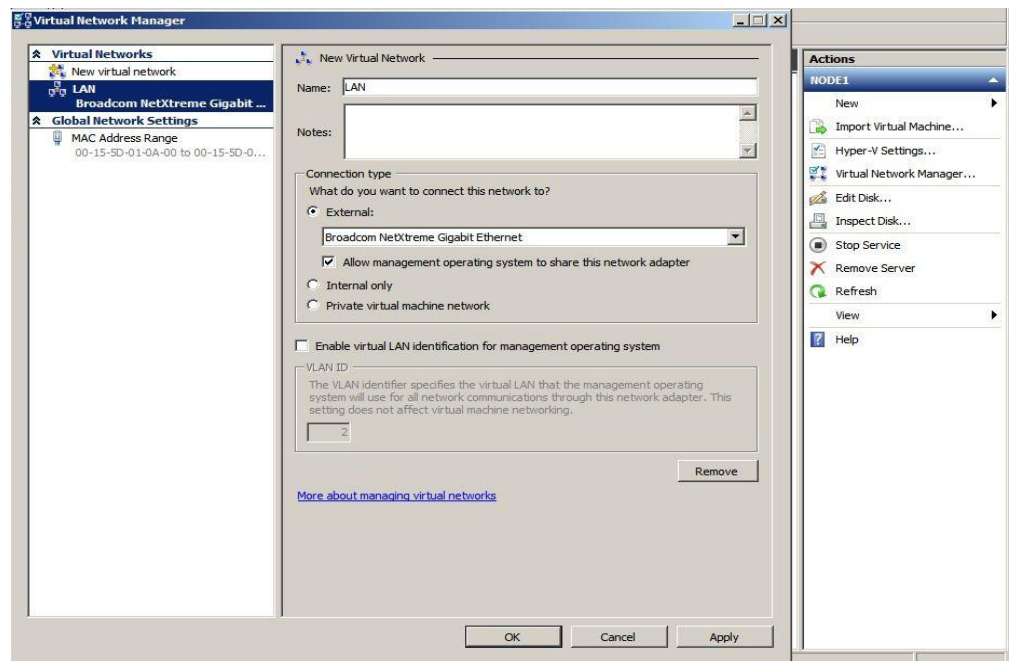 Virtual Network Manager
Virtual Networks
New virtual network
LAN
Broadcom NetXtreme Gigabit ...
Global Network Settings
MAC Address Range
00-15-5D-01-0A-00 to 00-15-5D-0...
New Virtual Network
Name: LAN
Notes:
Connection type
What do you want to connect this network to?
External:
Broadcom NetXtreme Gigabit Ethernet
Allow management operating system to share this network adapter
Internal only
Private virtual machine network
Enable virtual LAN identification for management operating system
VLAN ID
The VLAN identifier specifies the virtual LAN that the management operating
system will use for all network communications through this network adapter. This
setting does not affect virtual machine networking.
2
Remove
More about managing virtual networks
OK Cancel Apply
Actions
NODE1
New
Import Virtual Machine...
Hyper-V Settings...
Virtual Network Manager...
Edit Disk...
Inspect Disk...
Stop Service
Remove Server
Refresh
View
Help